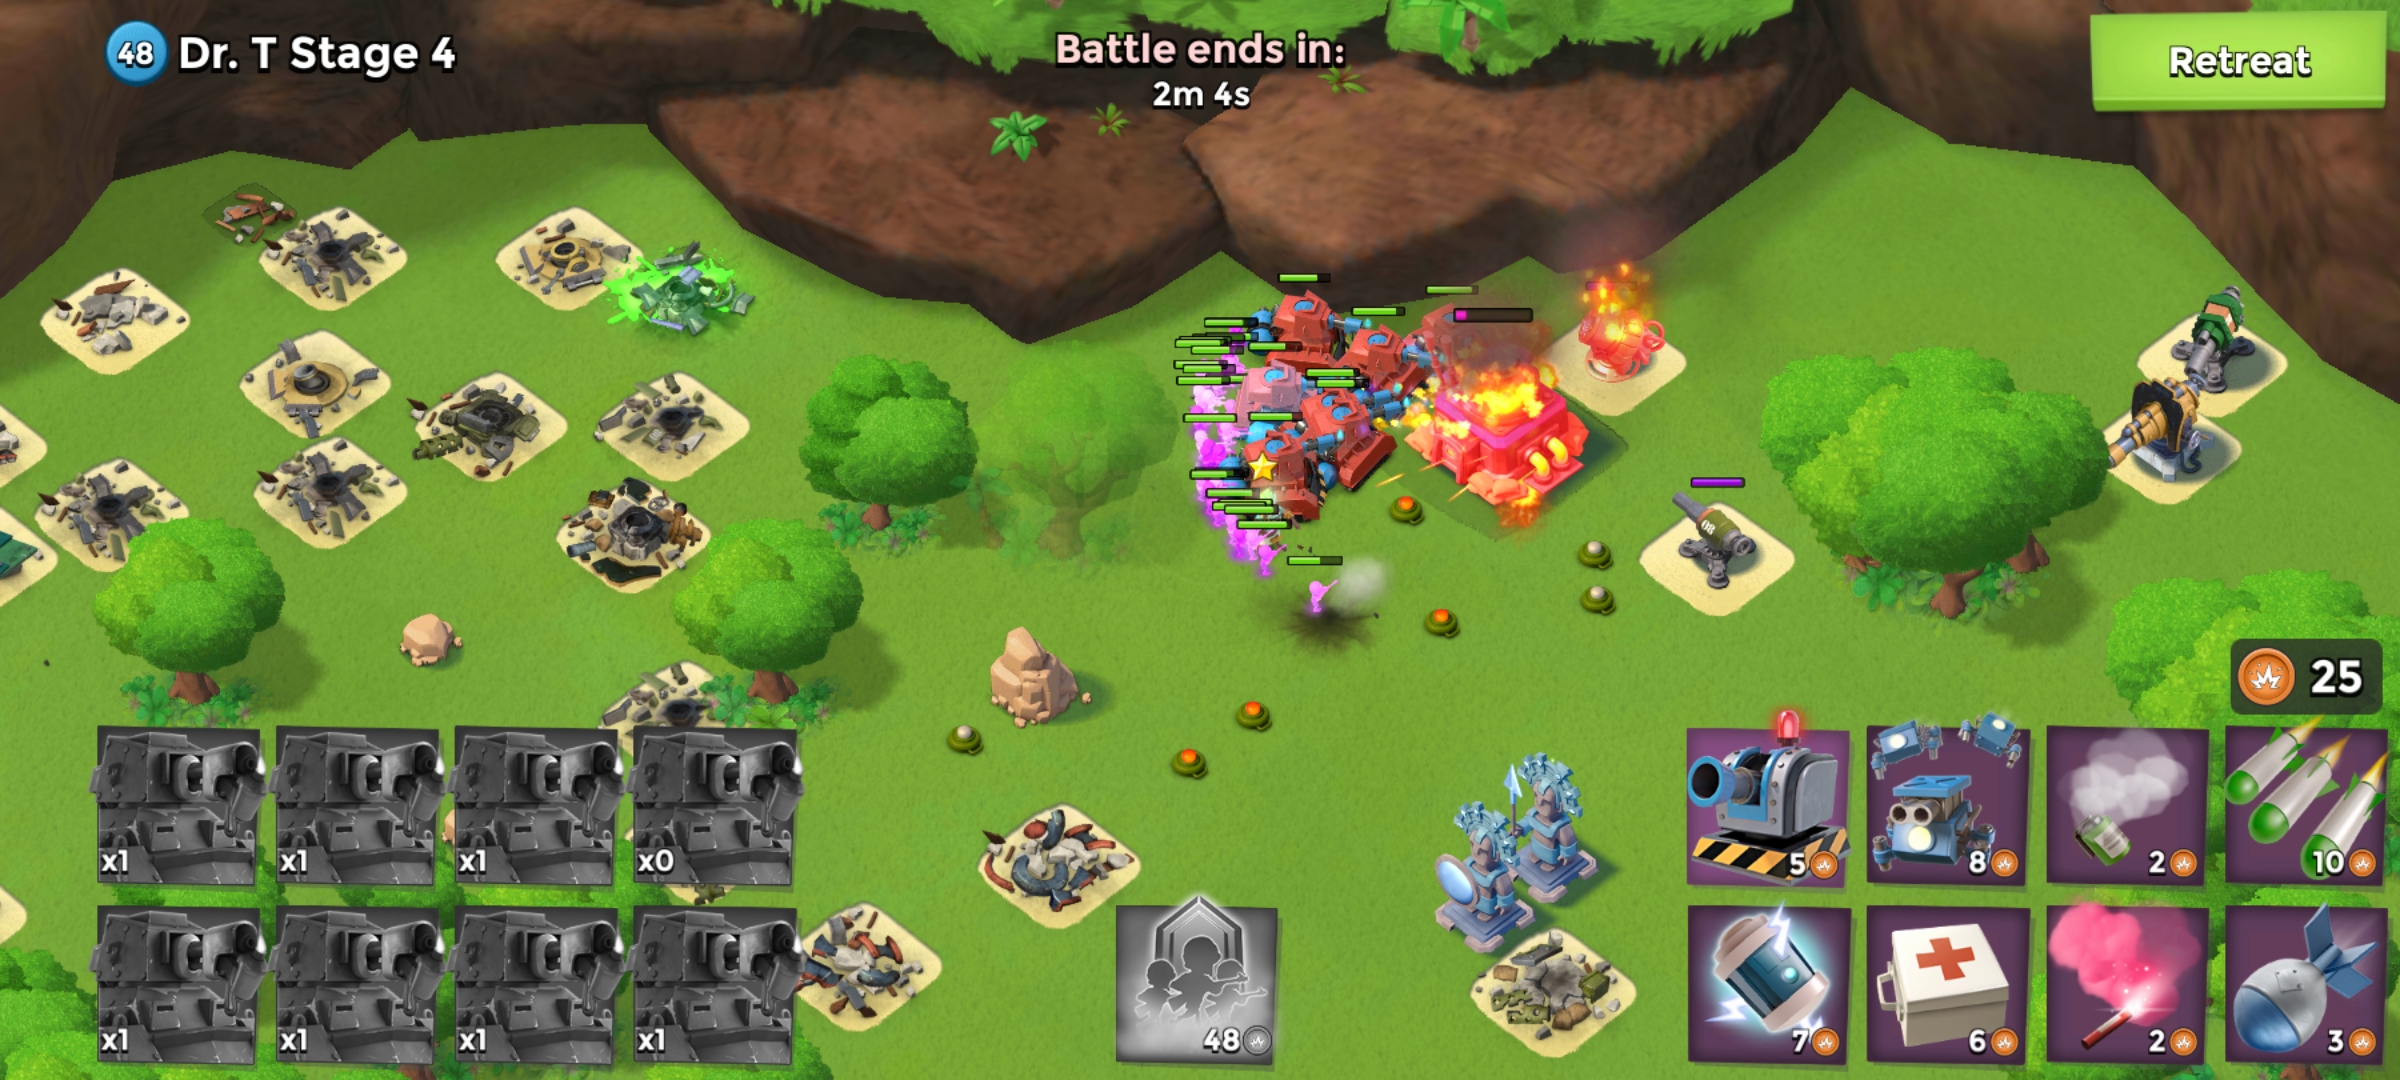 48 Dr. T Stage 4
Battle ends in:
2m 4s
Retreat
08
25
x1 x1 x1 x0
5 8 2 10
x1 x1 x1 x1
48
7 6 2 3